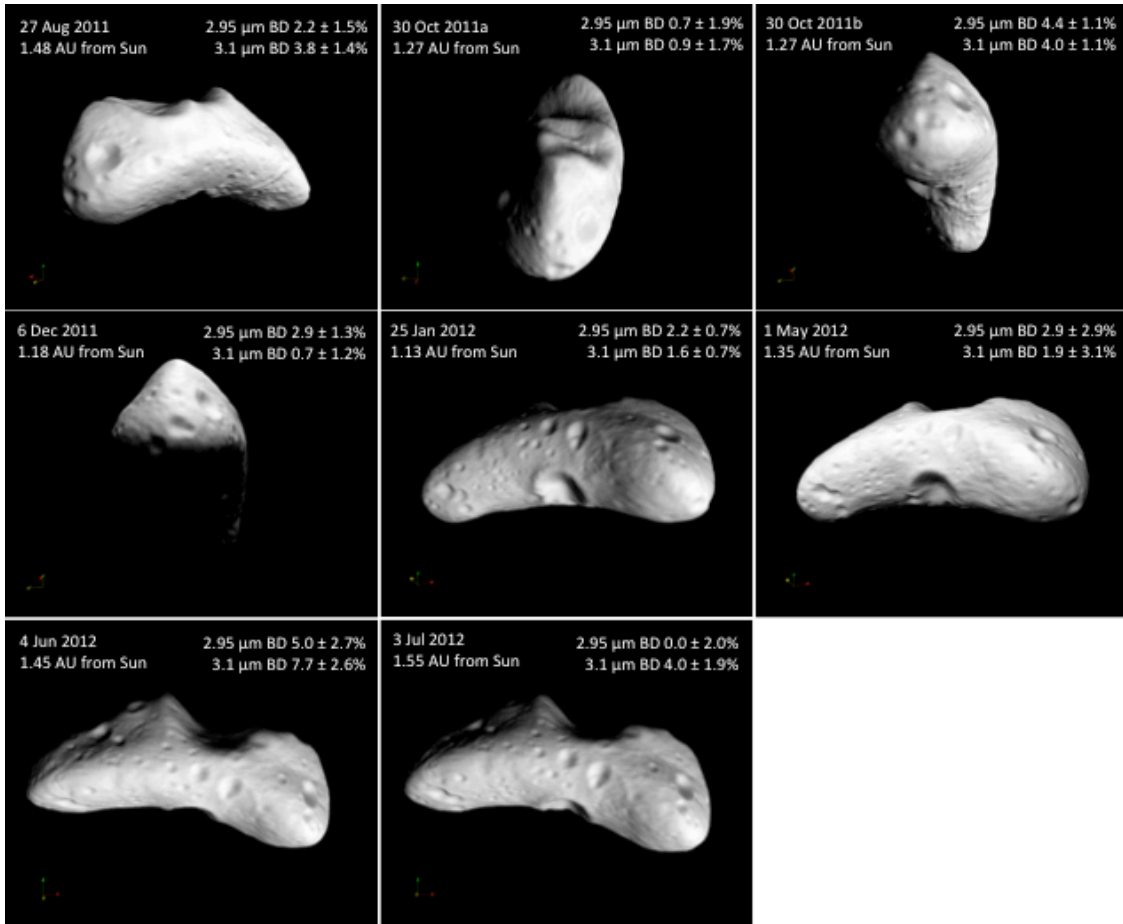 27 Aug 2011 2.95 µm BD 2.2 ± 1.5%
1.48 AU from Sun 3.1 µm BD 3.8 ± 1.4%
30 Oct 2011a 2.95 µm BD 0.7 ± 1.9%
1.27 AU from Sun 3.1 µm BD 0.9 ± 1.7%
30 Oct 2011b 2.95 µm BD 4.4 ± 1.1%
1.27 AU from Sun 3.1 µm BD 4.0 ± 1.1%
6 Dec 2011 2.95 µm BD 2.9 ± 1.3%
1.18 AU from Sun 3.1 µm BD 0.7 ± 1.2%
25 Jan 2012 2.95 µm BD 2.2 ± 0.7%
1.13 AU from Sun 3.1 µm BD 1.6 ± 0.7%
1 May 2012 2.95 µm BD 2.9 ± 2.9%
1.35 AU from Sun 3.1 µm BD 1.9 ± 3.1%
4 Jun 2012 2.95 µm BD 5.0 ± 2.7%
1.45 AU from Sun 3.1 µm BD 7.7 ± 2.6%
3 Jul 2012 2.95 µm BD 0.0 ± 2.0%
1.55 AU from Sun 3.1 µm BD 4.0 ± 1.9%